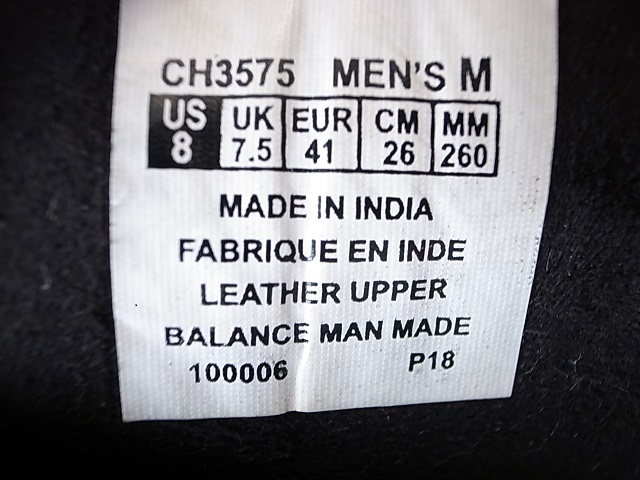 CH3575 MEN'S M
US UK EUR CM MM
8 7.5 41 26 260
MADE IN INDIA
FABRIQUE EN INDE
LEATHER UPPER
BALANCE MAN MADE
100006 P18